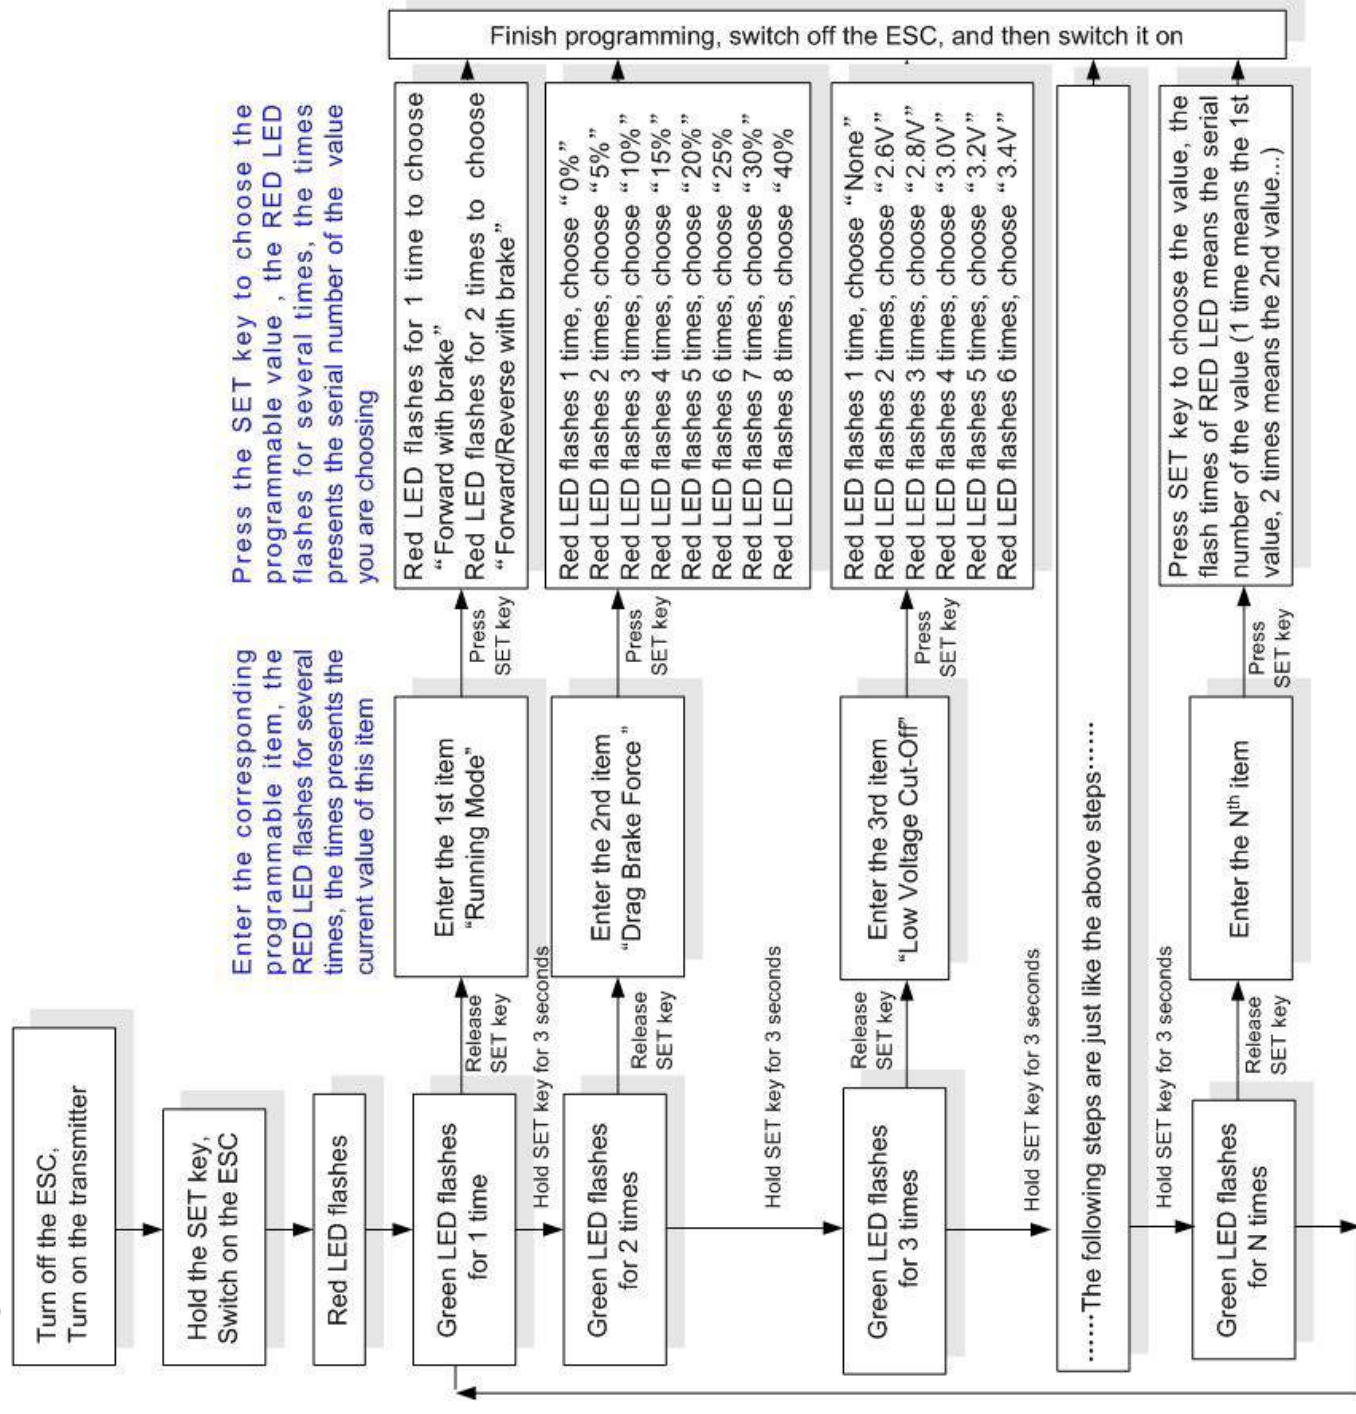 Turn off the ESC,
Turn on the transmitter
Hold the SET key,
Switch on the ESC
Red LED flashes
Enter the corresponding
programmable item, the
RED LED flashes for several
times, the times presents the
current value of this item
Press the SET key to choose the
programmable value , the RED LED
flashes for several times, the times
presents the serial number of the value
you are choosing
Green LED flashes
for 1 time
Release
SET key
Enter the 1st item
“Running Mode”
Press
SET key
Red LED flashes for 1 time to choose
“Forward with brake”
Red LED flashes for 2 times to choose
“Forward/Reverse with brake”
Hold SET key for 3 seconds
Green LED flashes
for 2 times
Release
SET key
Enter the 2nd item
“Drag Brake Force”
Press
SET key
Red LED flashes 1 time, choose “0%”
Red LED flashes 2 times, choose “5%”
Red LED flashes 3 times, choose “10%”
Red LED flashes 4 times, choose “15%”
Red LED flashes 5 times, choose “20%”
Red LED flashes 6 times, choose “25%
Red LED flashes 7 times, choose “30%”
Red LED flashes 8 times, choose “40%
Hold SET key for 3 seconds
Green LED flashes
for 3 times
Release
SET key
Enter the 3rd item
“Low Voltage Cut-Off”
Press
SET key
Red LED flashes 1 time, choose “None”
Red LED flashes 2 times, choose “2.6V”
Red LED flashes 3 times, choose “2.8/V”
Red LED flashes 4 times, choose “3.0V”
Red LED flashes 5 times, choose “3.2V”
Red LED flashes 6 times, choose “3.4V”
Hold SET key for 3 seconds
......The following steps are just like the above steps......
Hold SET key for 3 seconds
Green LED flashes
for N times
Release
SET key
Enter the Nth item
Press
SET key
Press SET key to choose the value, the
flash times of RED LED means the serial
number of the value (1 time means the 1st
value, 2 times means the 2nd value...)
Finish programming, switch off the ESC, and then switch it on